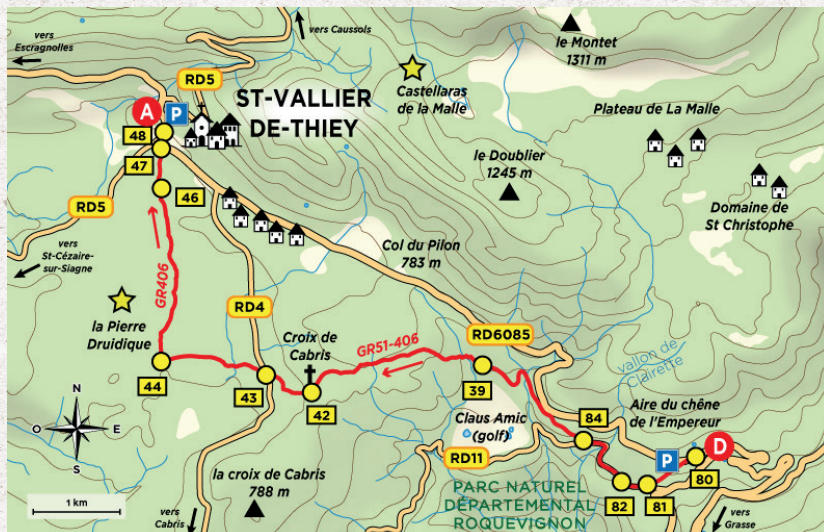 vers
Escragnolles
vers Caussols
le Montet
1311 m
RD5
A
P
ST-VALLIER
DE-THIEY
Castellaras
de la Malle
Plateau de La Malle
48
47
46
le Doublier
1245 m
RD5
Domaine de
St Christophe
vers
St-Cézaire-
sur-Siagne
Col du Pilon
783 m
GR406
RD4
la Pierre
Druidique
Croix de
Cabris
GR51-406
RD6085
vallon de
Clairette
44
43
42
39
N
O
E
S
Claus Amic
(golf)
84
Aire du chêne
de l'Empereur
D
P
RD11
80
82
81
la croix de Cabris
788 m
PARC NATUREL
DÉPARTEMENTAL
ROQUEVIGNON
1 km
vers
Cabris
vers
Grasse